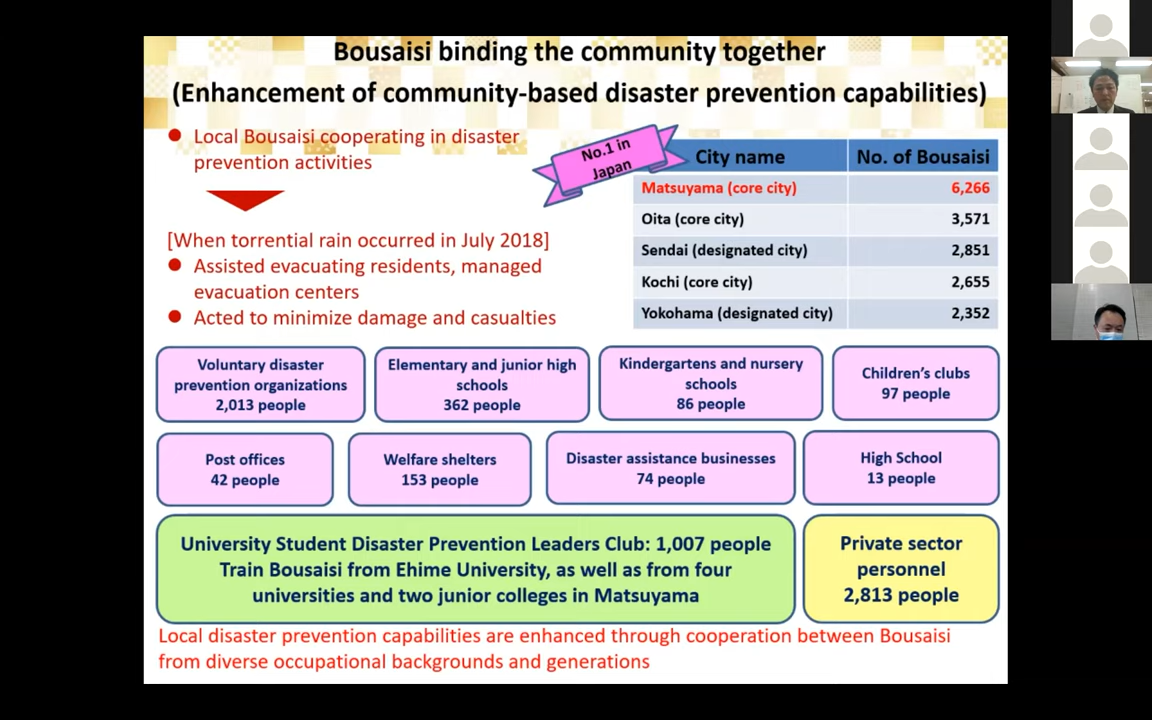 Bousaisi binding the community together
(Enhancement of community-based disaster prevention capabilities)
● Local Bousaisi cooperating in disaster
prevention activities
[When torrential rain occurred in July 2018]
● Assisted evacuating residents, managed
evacuation centers
● Acted to minimize damage and casualties
No.1 in
Japan
City name No. of Bousaisi
Matsuyama (core city) 6,266
Oita (core city) 3,571
Sendai (designated city) 2,851
Kochi (core city) 2,655
Yokohama (designated city) 2,352
Voluntary disaster
prevention organizations
2,013 people
Elementary and junior high
schools
362 people
Kindergartens and nursery
schools
86 people
Children's clubs
97 people
Post offices
42 people
Welfare shelters
153 people
Disaster assistance businesses
74 people
High School
13 people
University Student Disaster Prevention Leaders Club: 1,007 people
Train Bousaisi from Ehime University, as well as from four
universities and two junior colleges in Matsuyama
Private sector
personnel
2,813 people
Local disaster prevention capabilities are enhanced through cooperation between Bousaisi
from diverse occupational backgrounds and generations